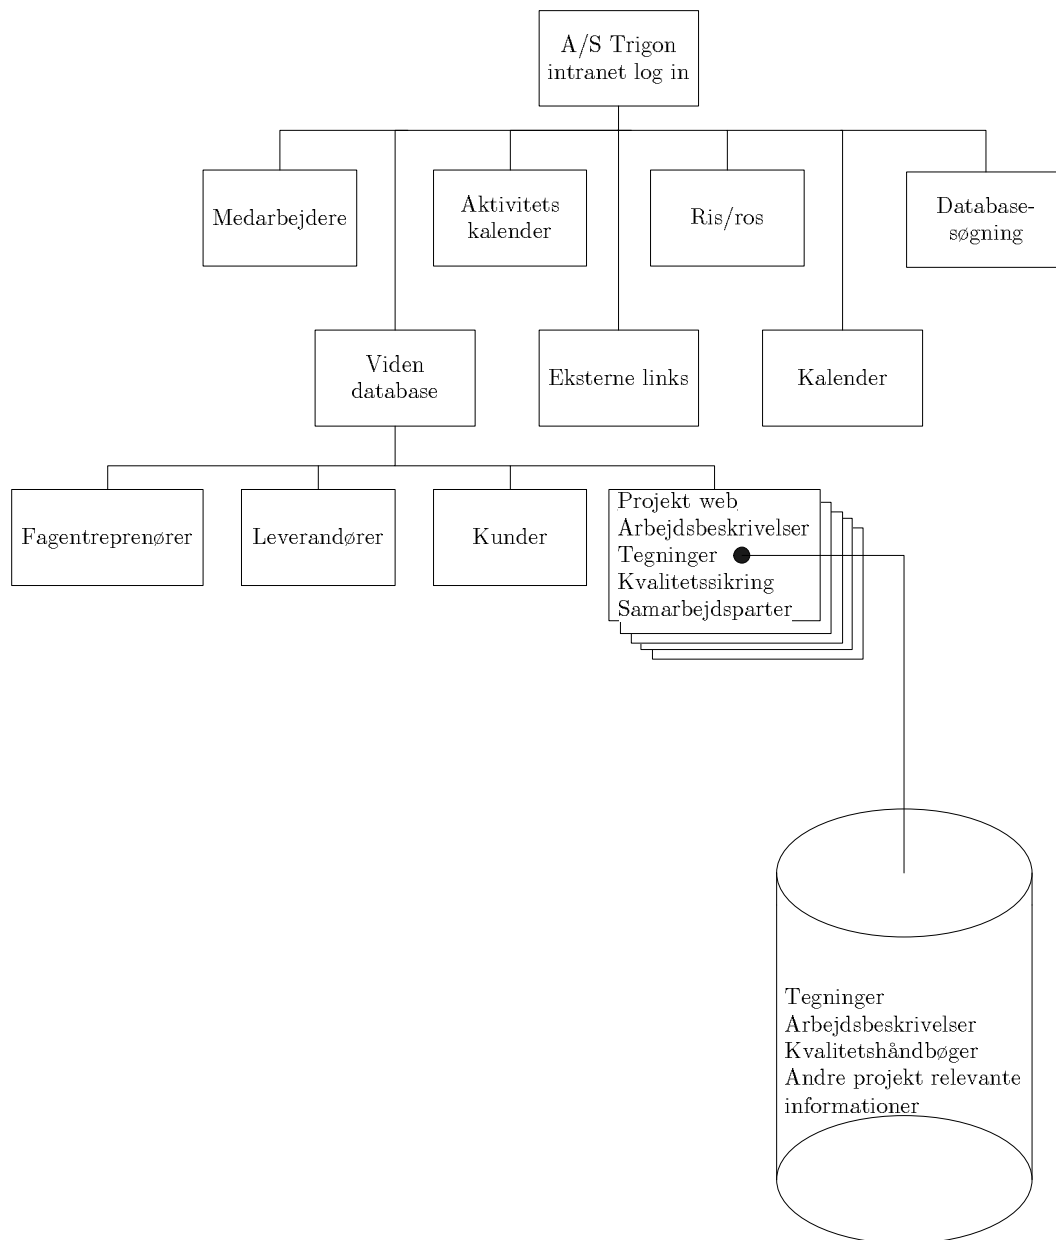 A/S Trigon
intranet log in
Medarbejdere
Aktivitets
kalender
Ris/ros
Database-
søgning
Viden
database
Eksterne links
Kalender
Fagentreprenører
Leverandører
Kunder
Projekt web
Arbejdsbeskrivelser
Tegninger
Kvalitetssikring
Samarbejdsparter
Tegninger
Arbejdsbeskrivelser
Kvalitetshåndbøger
Andre projekt relevante
informationer